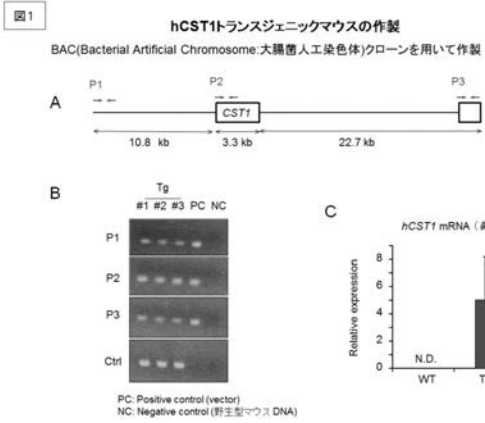 図1
hCST1トランスジェニックマウスの作製
BAC(Bacterial Artificial Chromosome:大腸菌人工染色体)クローンを用いて作製
P1
P2
P3
A
CST1
10.8 kb
3.3 kb
22.7 kb
B
Tg
#1 #2 #3 PC NC
P1
P2
P3
Ctrl
PC: Positive control (vector)
NC: Negative control (野生型マウス DNA)
C
hCST1 mRNA (
Relative expression
8
6
4
2
0
N.D.
WT
T